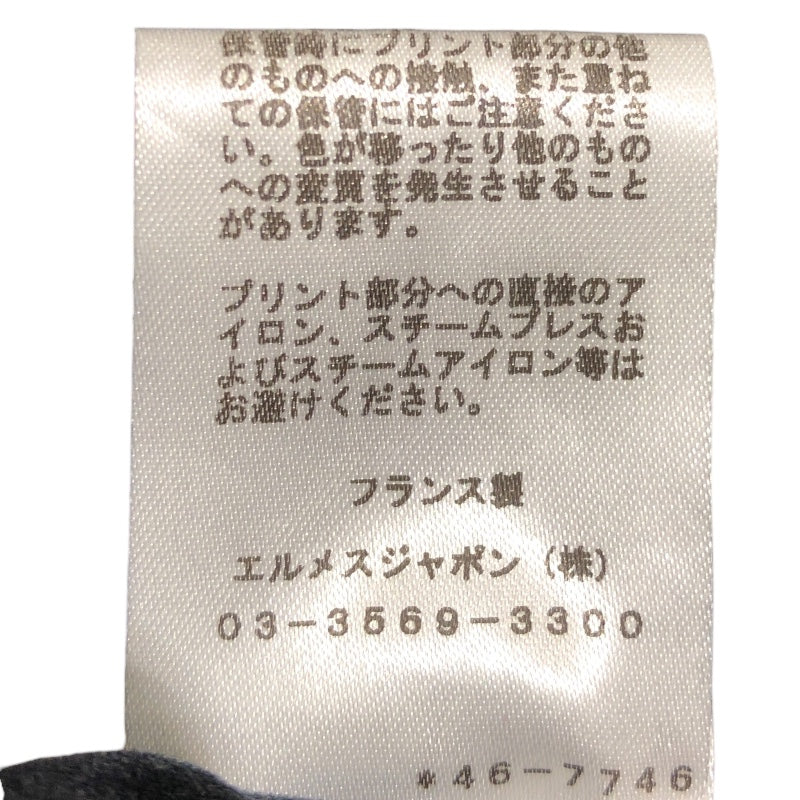 保管時にプリント部分の他
のものへの接触、また重ね
ての保管にはご注意くださ
い。色が移ったり他のもの
への変質を発生させること
があります。
プリント部分への直接のア
イロン、スチームプレスお
よびスチームアイロン等は
お避けください。
フランス製
エルメスジャポン(株)
03-3569-3300
*46-7746